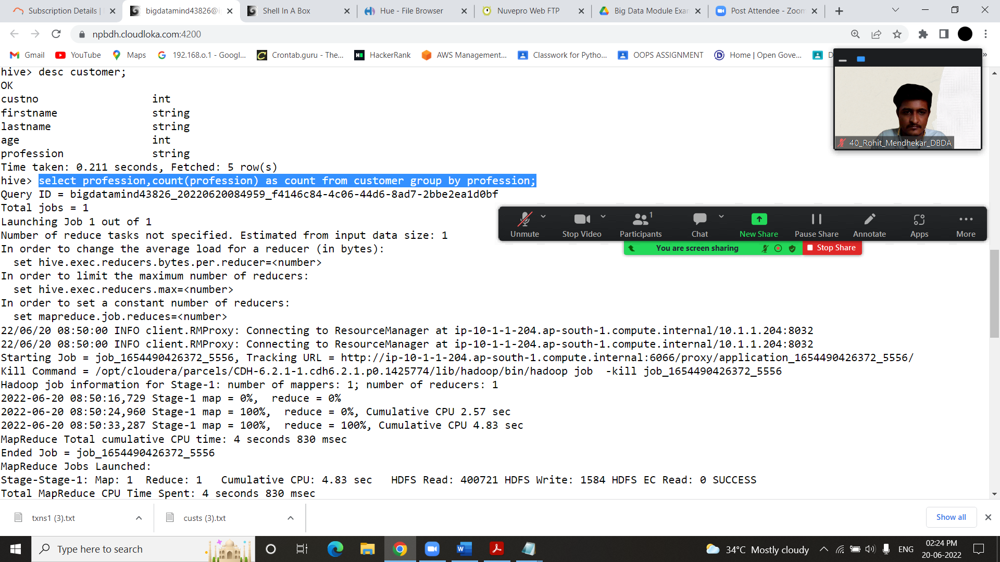 Subscription Details |
bigdatamind43826@i
Shell In A Box
Hue - File Browser
Nuvepro Web FTP
Big Data Module Exa
Post Attendee - Zoom
npbdh.cloudloka.com:4200
Gmail
YouTube
Maps
192.168.o.1 - Googl...
Crontab.guru - The...
HackerRank
AWS Management...
Classwork for Pytho...
OOPS ASSIGNMENT
Home | Open Gove...
D
»
hive> desc customer;
OK
custno int
firstname string
lastname string
age int
profession string
Time taken: 0.211 seconds, Fetched: 5 row(s)
hive> select profession,count(profession) as count from customer group by profession;
Query ID = bigdatamind43826_20220620084959_f4146c84-4c06-44d6-8ad7-2bbe2ea1d0bf
Total jobs = 1
Launching Job 1 out of 1
Number of reduce tasks not specified. Estimated from input data size: 1
In order to change the average load for a reducer (in bytes):
  set hive.exec.reducers.bytes.per.reducer=<number>
In order to limit the maximum number of reducers:
  set hive.exec.reducers.max=<number>
In order to set a constant number of reducers:
  set mapreduce.job.reduces=<number>
22/06/20 08:50:00 INFO client.RMProxy: Connecting to ResourceManager at ip-10-1-1-204.ap-south-1.compute.internal/10.1.1.204:8032
22/06/20 08:50:00 INFO client.RMProxy: Connecting to ResourceManager at ip-10-1-1-204.ap-south-1.compute.internal/10.1.1.204:8032
Starting Job = job_1654490426372_5556, Tracking URL = http://ip-10-1-1-204.ap-south-1.compute.internal:6066/proxy/application_1654490426372_5556/
Kill Command = /opt/cloudera/parcels/CDH-6.2.1-1.cdh6.2.1.p0.1425774/lib/hadoop/bin/hadoop job  -kill job_1654490426372_5556
Hadoop job information for Stage-1: number of mappers: 1; number of reducers: 1
2022-06-20 08:50:16,729 Stage-1 map = 0%,  reduce = 0%
2022-06-20 08:50:24,960 Stage-1 map = 100%,  reduce = 0%, Cumulative CPU 2.57 sec
2022-06-20 08:50:33,287 Stage-1 map = 100%,  reduce = 100%, Cumulative CPU 4.83 sec
MapReduce Total cumulative CPU time: 4 seconds 830 msec
Ended Job = job_1654490426372_5556
MapReduce Jobs Launched:
Stage-Stage-1: Map: 1  Reduce: 1   Cumulative CPU: 4.83 sec   HDFS Read: 400721 HDFS Write: 1584 HDFS EC Read: 0 SUCCESS
Total MapReduce CPU Time Spent: 4 seconds 830 msec
40_Rohit_Mendhekar_DBDA
1
Unmute
Stop Video
Participants
Chat
New Share
Pause Share
Annotate
Apps
More
You are screen sharing
Stop Share
txns1 (3).txt
custs (3).txt
Show all
Type here to search
34°C Mostly cloudy
ENG
02:24 PM
20-06-2022